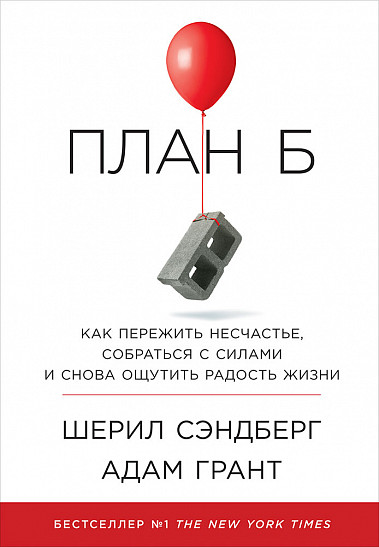 ПЛАН Б
КАК ПЕРЕЖИТЬ НЕСЧАСТЬЕ,
СОБРАТЬСЯ С СИЛАМИ
И СНОВА ОЩУТИТЬ РАДОСТЬ ЖИЗНИ
ШЕРИЛ СЭНДБЕРГ
АДАМ ГРАНТ
БЕСТСЕЛЛЕР №1 THE NEW YORK TIMES